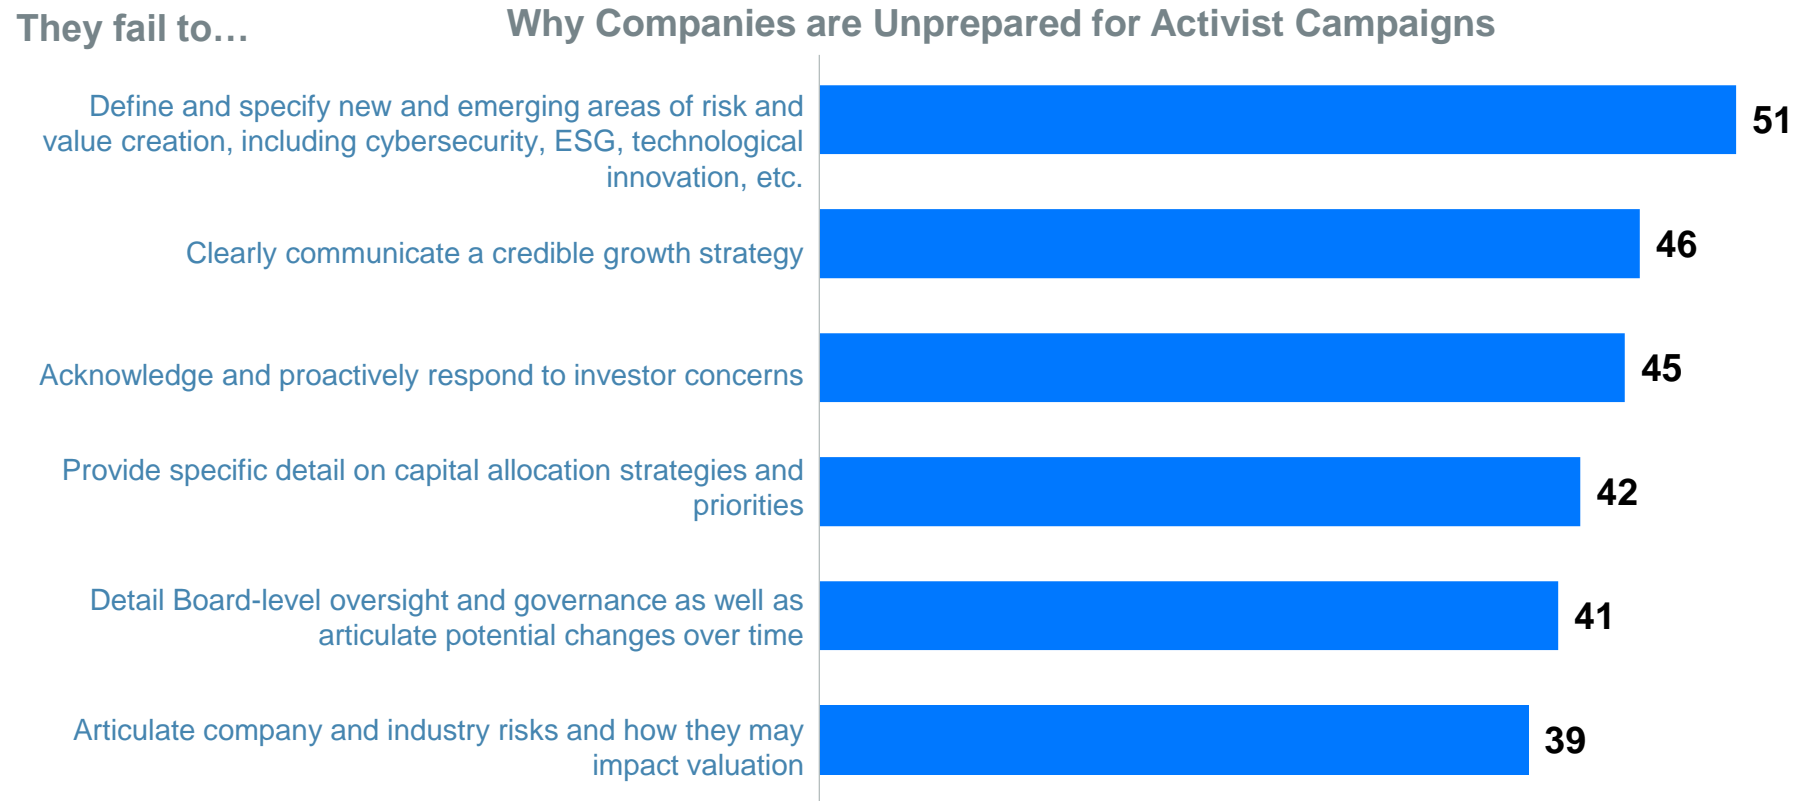 They fail to…
Why Companies are Unprepared for Activist Campaigns
Define and specify new and emerging areas of risk and
value creation, including cybersecurity, ESG, technological
innovation, etc.
51
Clearly communicate a credible growth strategy
46
Acknowledge and proactively respond to investor concerns
45
Provide specific detail on capital allocation strategies and
priorities
42
Detail Board-level oversight and governance as well as
articulate potential changes over time
41
Articulate company and industry risks and how they may
impact valuation
39